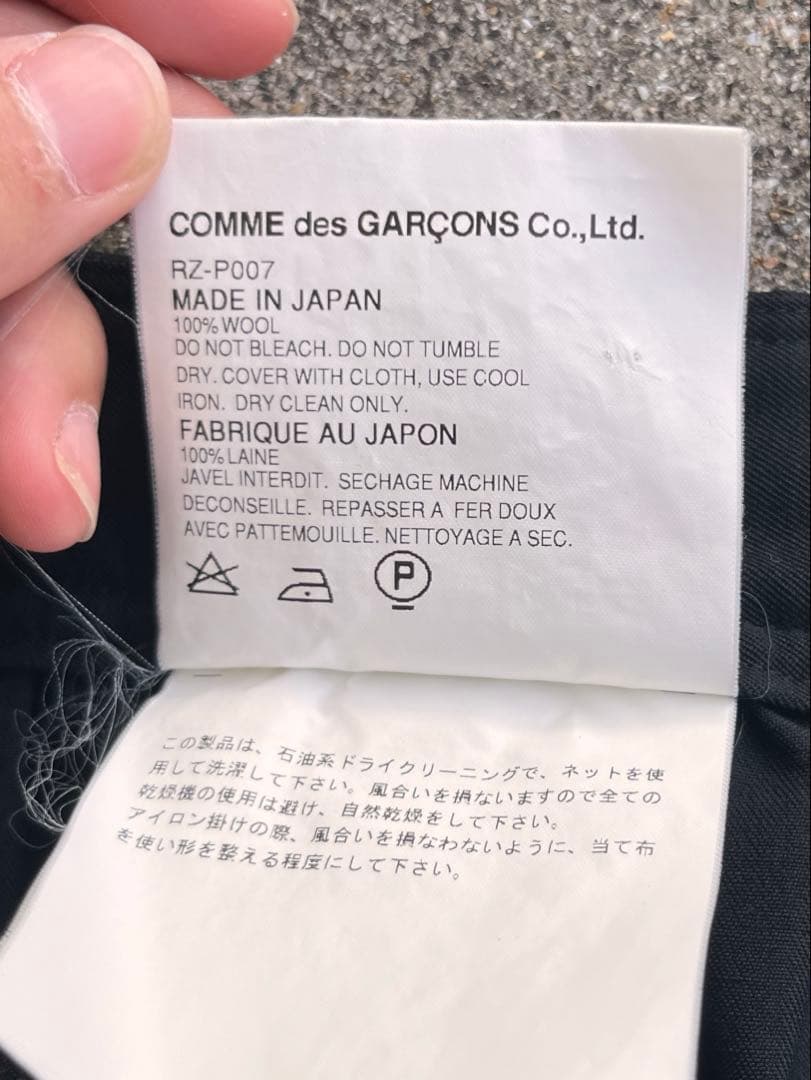 COMME des GARÇONS Co.,Ltd.
RZ-P007
MADE IN JAPAN
100% WOOL
DO NOT BLEACH. DO NOT TUMBLE
DRY. COVER WITH CLOTH, USE COOL
IRON. DRY CLEAN ONLY.
FABRIQUE AU JAPON
100% LAINE
JAVEL INTERDIT. SECHAGE MACHINE
DECONSEILLE. REPASSER A FER DOUX
AVEC PATTEMOUILLE. NETTOYAGE A SEC.
P
この製品は、石油系ドライクリーニングで、ネットを使
用して洗濯して下さい。風合いを損ないますので全ての
乾燥機の使用は避け、自然乾燥をして下さい。
アイロン掛けの際、風合いを損なわないように、当て布
を使い形を整える程度にして下さい。